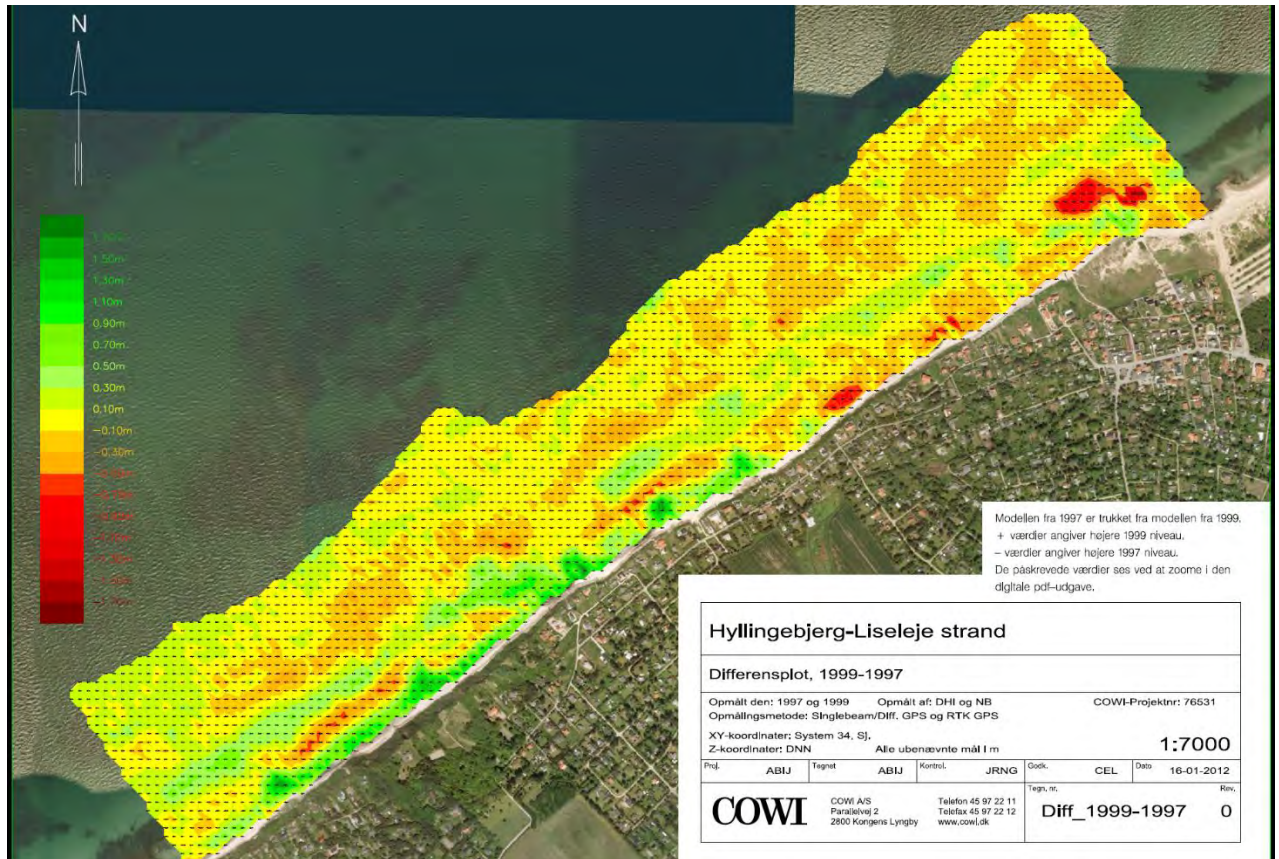 N
1.50m
1.30m
1.10m
0.90m
0.70m
0.50m
0.30m
0.10m
-0.10m
-0.30m
Modellen fra 1997 er trukket fra modellen fra 1999.
+ værdier angiver højere 1999 niveau.
– værdier angiver højere 1997 niveau.
De påskrevede værdier ses ved at zoome i den
digitale pdf-udgave.
Hyllingebjerg-Liseleje strand
Differensplot, 1999-1997
Opmålt den: 1997 og 1999 Opmålt af: DHI og NB COWI-Projektnr: 76531
Opmålingsmetode: Singlebeam/Diff. GPS og RTK GPS
XY-koordinater: System 34, Sj.
Z-koordinater: DNN Alle ubenævnte mål i m 1:7000
Proj. ABIJ Tegnet ABIJ Kontrol. JRNG Godk. CEL Dato 16-01-2012
COWI
COWI A/S
Parallelvej 2
2800 Kongens Lyngby
Telefon 45 97 22 11
Telefax 45 97 22 12
www.cowi.dk
Tegn. nr. Rev.
Diff_1999-1997 0